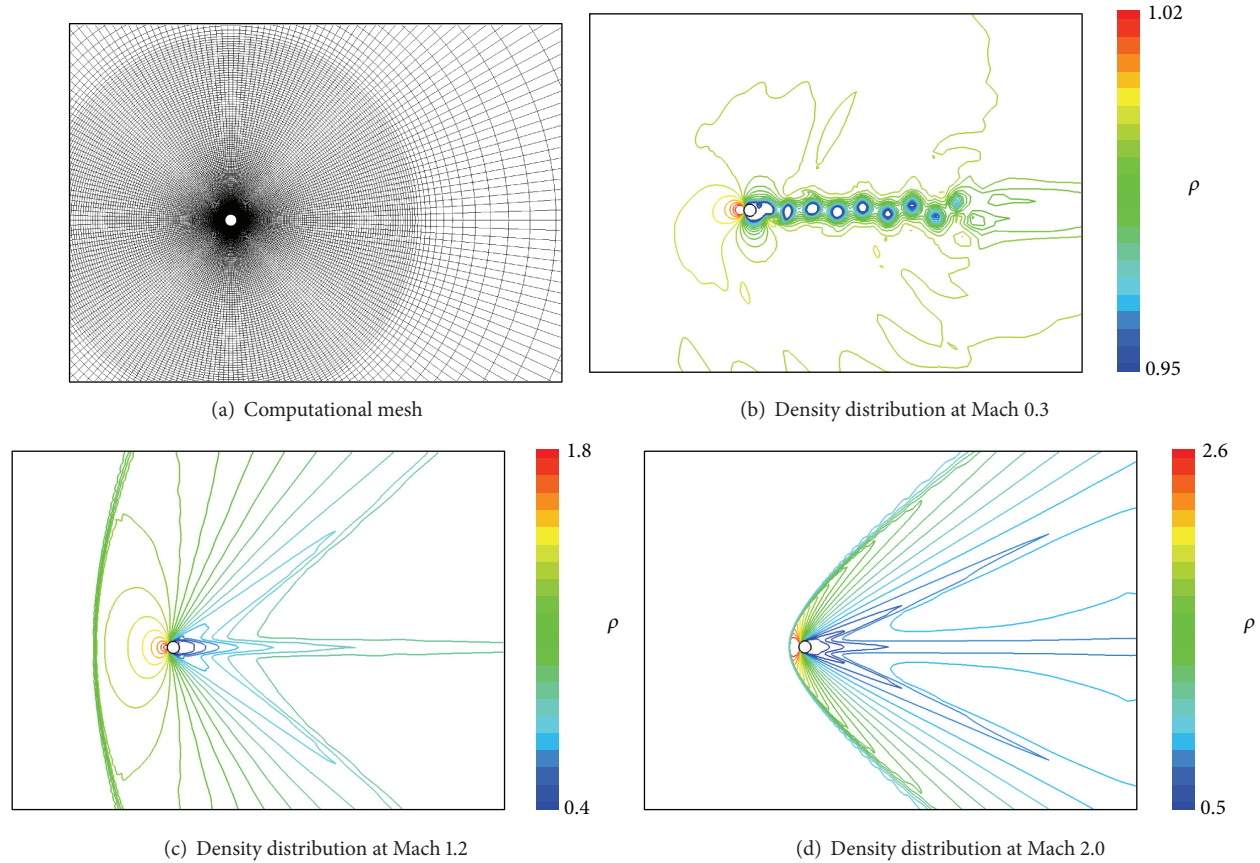 1.02
ρ
0.95
(a) Computational mesh
(b) Density distribution at Mach 0.3
1.8
ρ
0.4
2.6
ρ
0.5
(c) Density distribution at Mach 1.2
(d) Density distribution at Mach 2.0